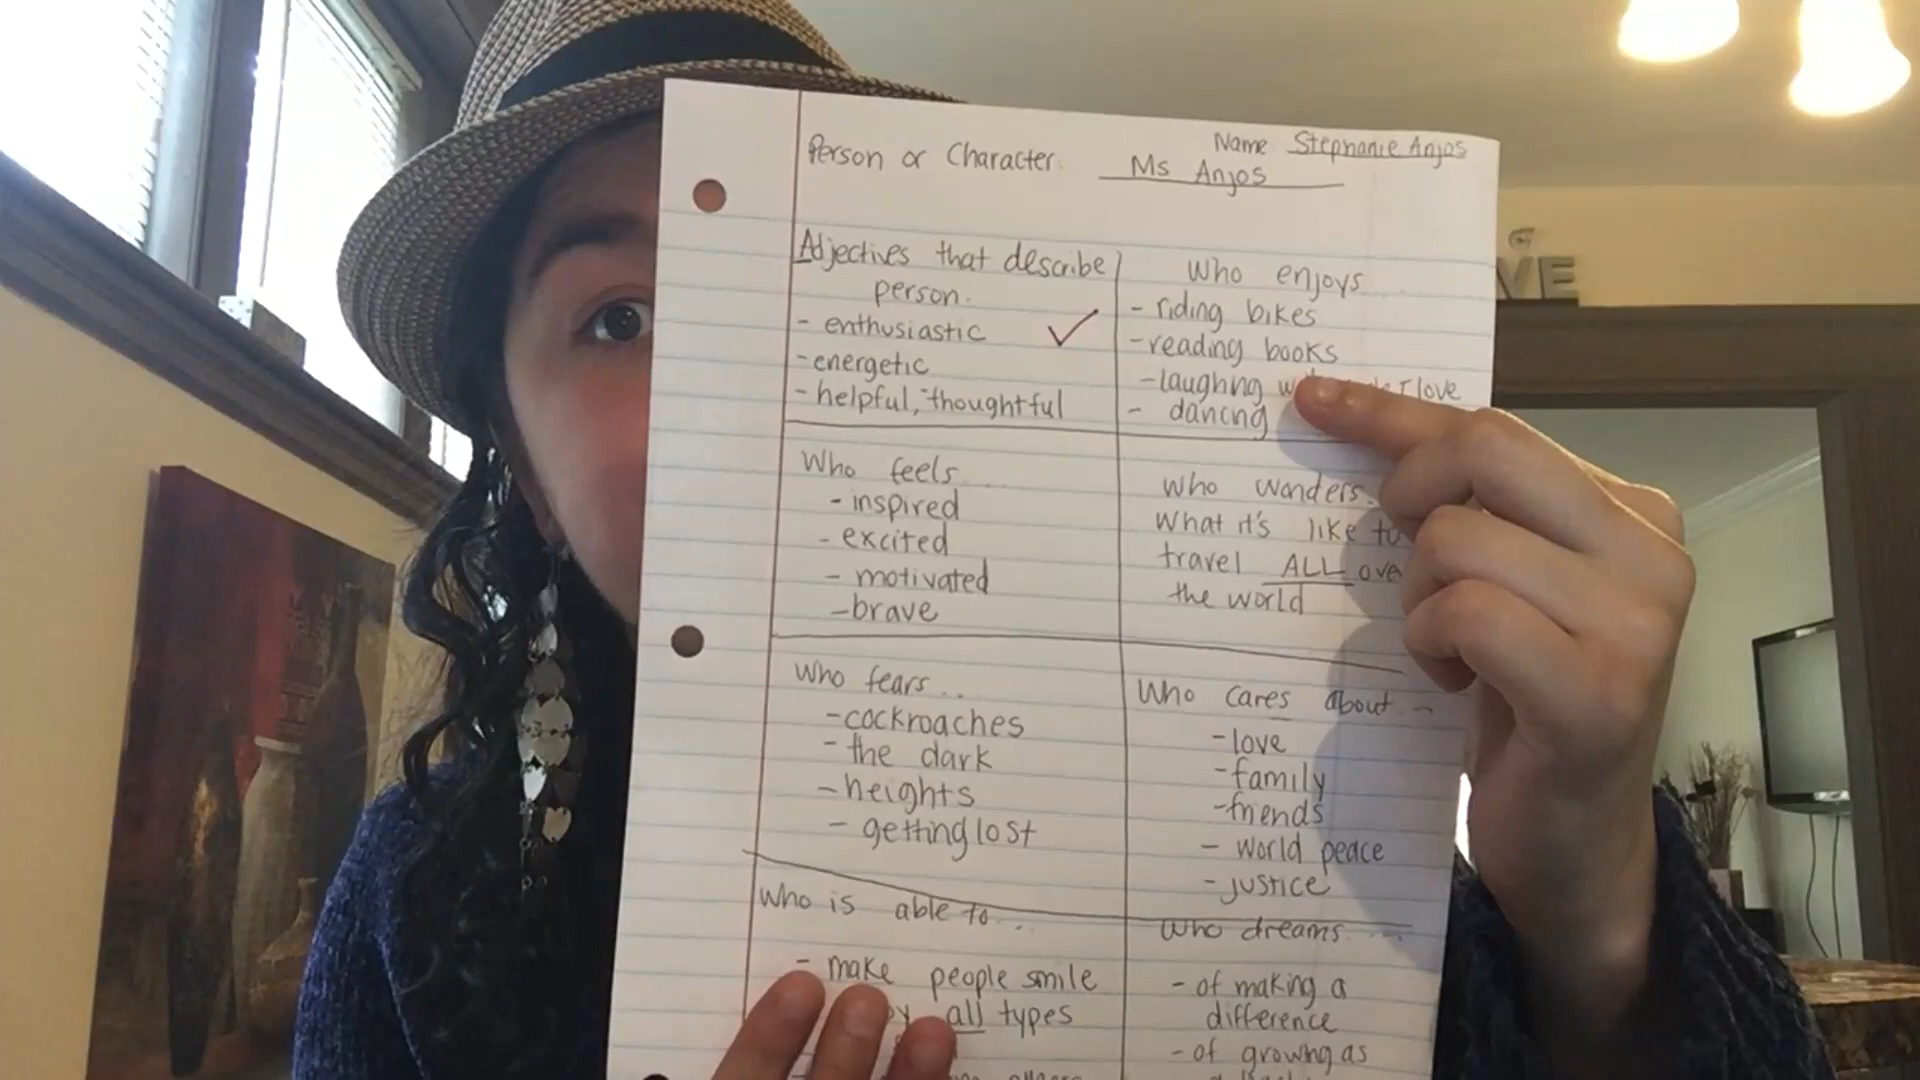 Name Stephanie Anjos
Person or Character Ms Anjos
Adjectives that describe
person.
- enthusiastic
- energetic
- helpful, thoughtful
Who enjoys
- riding bikes
- reading books
- laughing I love
- dancing
Who feels
- inspired
- excited
- motivated
- brave
Who wonders.
What it's like to
travel ALL
the world
Who fears..
- cockroaches
- the dark
- heights
- getting lost
Who cares about -
- love
- family
- friends
- world peace
- justice
Who is able to...
- make people smile
all types
Who dreams....
- of making a
difference
- of growing as
VE